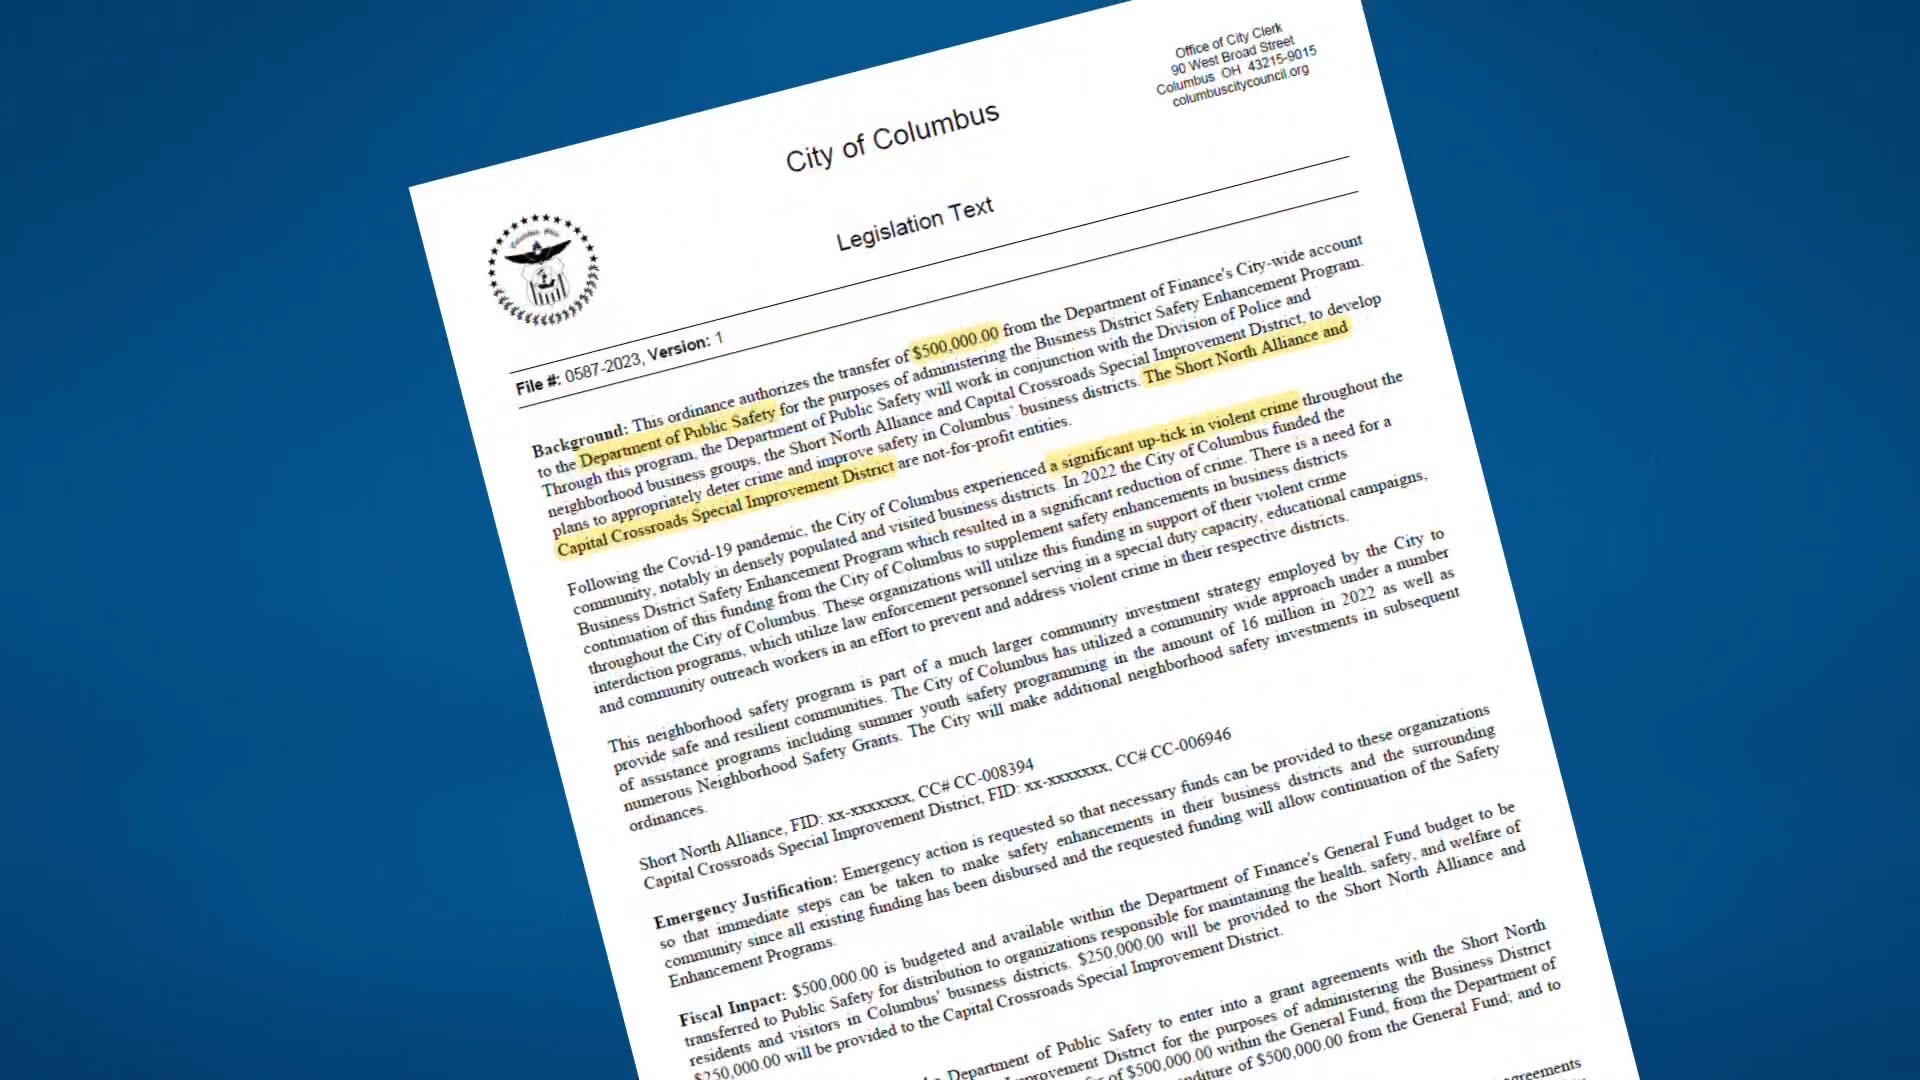 Office of City Clerk
90 West Broad Street
Columbus OH 43215-9015
columbuscitycouncil.org
City of Columbus
Legislation Text
File #: 0587-2023, Version: 1
Background: This ordinance authorizes the transfer of $500,000.00 from the Department of Finance's City-wide account
to the Department of Public Safety for the purposes of administering the Business District Safety Enhancement Program.
Through this program, the Department of Public Safety will work in conjunction with the Division of Police and
neighborhood business groups, the Short North Alliance and Capital Crossroads Special Improvement District, to develop
plans to appropriately deter crime and improve safety in Columbus' business districts. The Short North Alliance and
Capital Crossroads Special Improvement District are not-for-profit entities.
Following the Covid-19 pandemic, the City of Columbus experienced a significant up-tick in violent crime throughout the
community, notably in densely populated and visited business districts. In 2022 the City of Columbus funded the
Business District Safety Enhancement Program which resulted in a significant reduction of crime. There is a need for a
continuation of this funding from the City of Columbus to supplement safety enhancements in business districts
throughout the City of Columbus. These organizations will utilize this funding in support of their violent crime
interdiction programs, which utilize law enforcement personnel serving in a special duty capacity, educational campaigns,
and community outreach workers in an effort to prevent and address violent crime in their respective districts.
This neighborhood safety program is part of a much larger community investment strategy employed by the City to
provide safe and resilient communities. The City of Columbus has utilized a community wide approach under a number
of assistance programs including summer youth safety programming in the amount of 16 million in 2022 as well as
numerous Neighborhood Safety Grants. The City will make additional neighborhood safety investments in subsequent
ordinances.
Short North Alliance, FID: xx-xxxxxxx, CC# CC-008394
Capital Crossroads Special Improvement District, FID: xx-xxxxxxx, CC# CC-006946
Emergency Justification: Emergency action is requested so that necessary funds can be provided to these organizations
so that immediate steps can be taken to make safety enhancements in their business districts and the surrounding
community since all existing funding has been disbursed and the requested funding will allow continuation of the Safety
Enhancement Programs.
Fiscal Impact: $500,000.00 is budgeted and available within the Department of Finance's General Fund budget to be
transferred to Public Safety for distribution to organizations responsible for maintaining the health, safety, and welfare of
residents and visitors in Columbus' business districts. $250,000.00 will be provided to the Short North Alliance and
$250,000.00 will be provided to the Capital Crossroads Special Improvement District.
Department of Public Safety to enter into a grant agreements with the Short North
Improvement District for the purposes of administering the Business District
of $500,000.00 within the General Fund, from the Department of
of $500,000.00 from the General Fund; and to